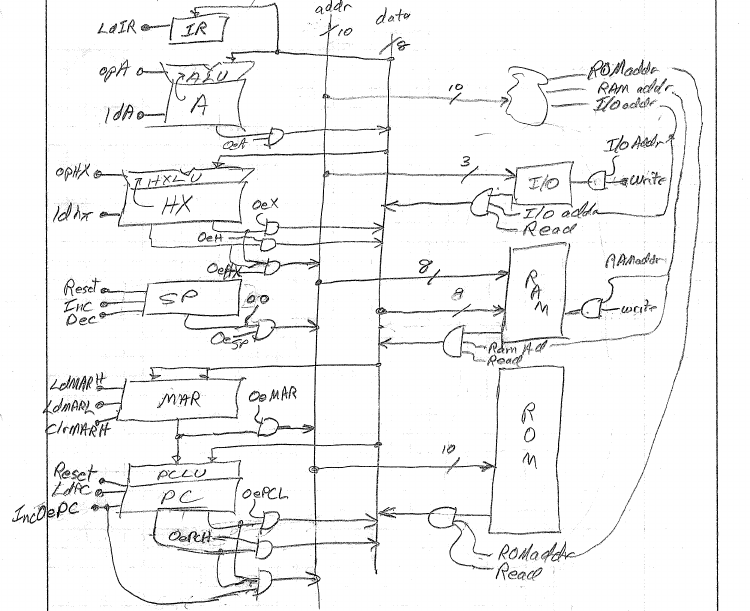 addr
data
10
8
LdIR
IR
opA
ALU
ldA
A
OeA
10
ROMaddr
RAM addr
I/O addr
opHX
HXLU
ldhx
HX
OeX
OeH
OeHX
3
I/O
I/O Addr
write
I/O addr
Read
Reset
Inc
Dec
SP
00
OeSP
8
8
RAM
RAMaddr
write
Ram Ad
Read
LdMARH
LdMARL
ClrMARH
MAR
OeMAR
Reset
LdPC
IncOePC
PCLU
PC
OePCL
OePCH
10
ROM
ROMaddr
Read